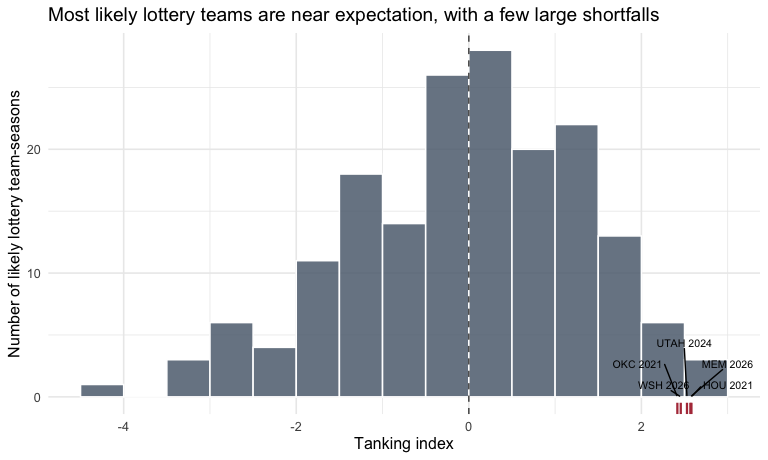 Most likely lottery teams are near expectation, with a few large shortfalls
Number of likely lottery team-seasons
20
10
0
UTAH 2024
OKC 2021
MEM 2026
WSH 2026
HOU 2021
-4
-2
0
2
Tanking index